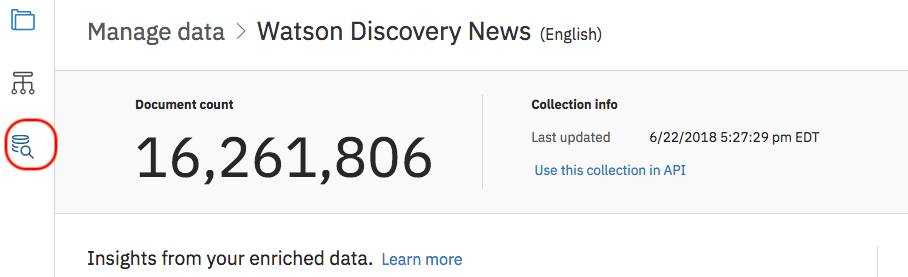 Manage data > Watson Discovery News (English)
Document count
16,261,806
Collection info
Last updated 6/22/2018 5:27:29 pm EDT
Use this collection in API
Insights from your enriched data. Learn more